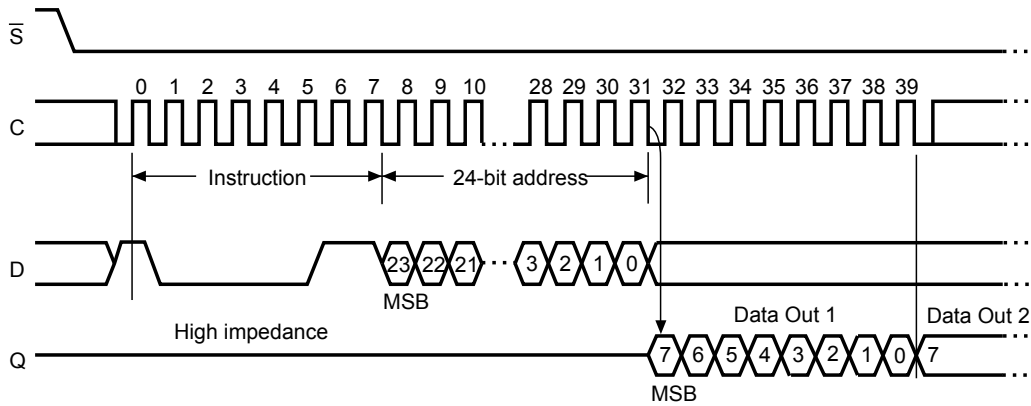 S
0 1 2 3 4 5 6 7 8 9 10 28 29 30 31 32 33 34 35 36 37 38 39
C
Instruction 24-bit address
D
23 22 21 3 2 1 0
MSB
High impedance
Data Out 1 Data Out 2
Q
7 6 5 4 3 2 1 0 7
MSB